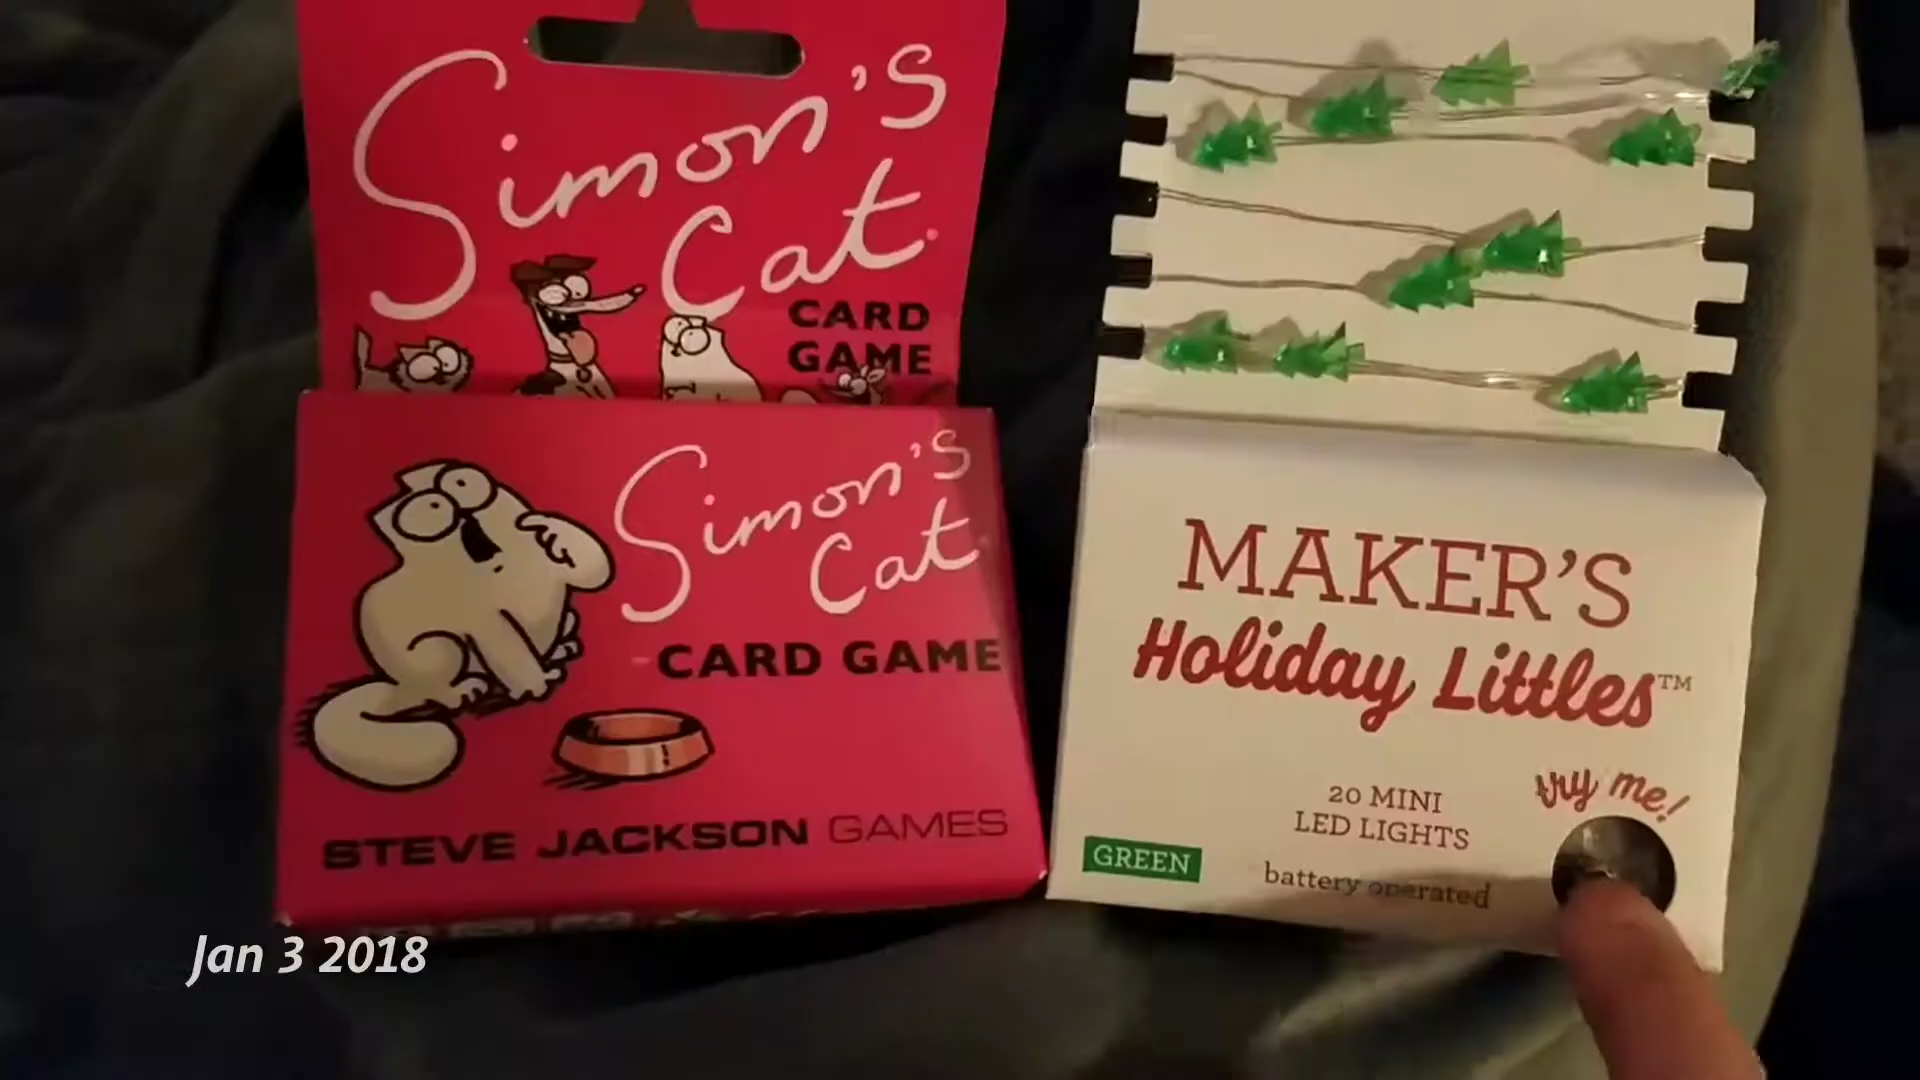 Simon's
Cat
CARD
GAME
Simon's
Cat
CARD GAME
STEVE JACKSON GAMES
MAKER'S
Holiday Littles™
try me!
20 MINI
LED LIGHTS
GREEN
battery operated
Jan 3 2018